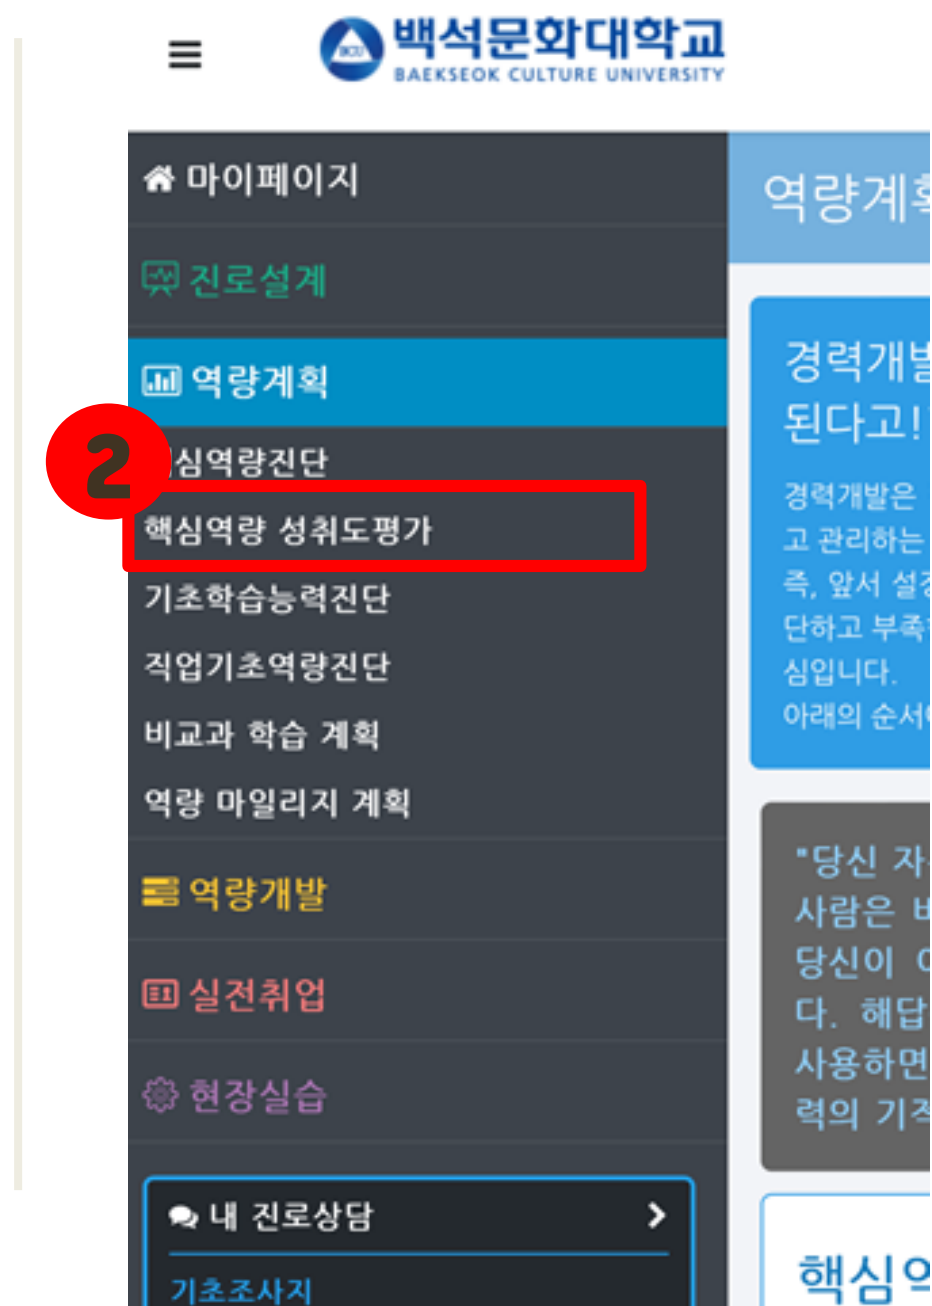 백석문화대학교
BAEKSEOK CULTURE UNIVERSITY
마이페이지
진로설계
역량계획
2
심역량진단
핵심역량 성취도평가
기초학습능력진단
직업기초역량진단
비교과 학습 계획
역량 마일리지 계획
역량개발
실전취업
현장실습
내 진로상담
기초조사지
역량계획
경력개발
된다고!
경력개발은
고 관리하는
즉, 앞서 설정
단하고 부족
심입니다.
아래의 순서
"당신 자
사람은
당신이
다. 해답
사용하면
력의 기적
핵심역